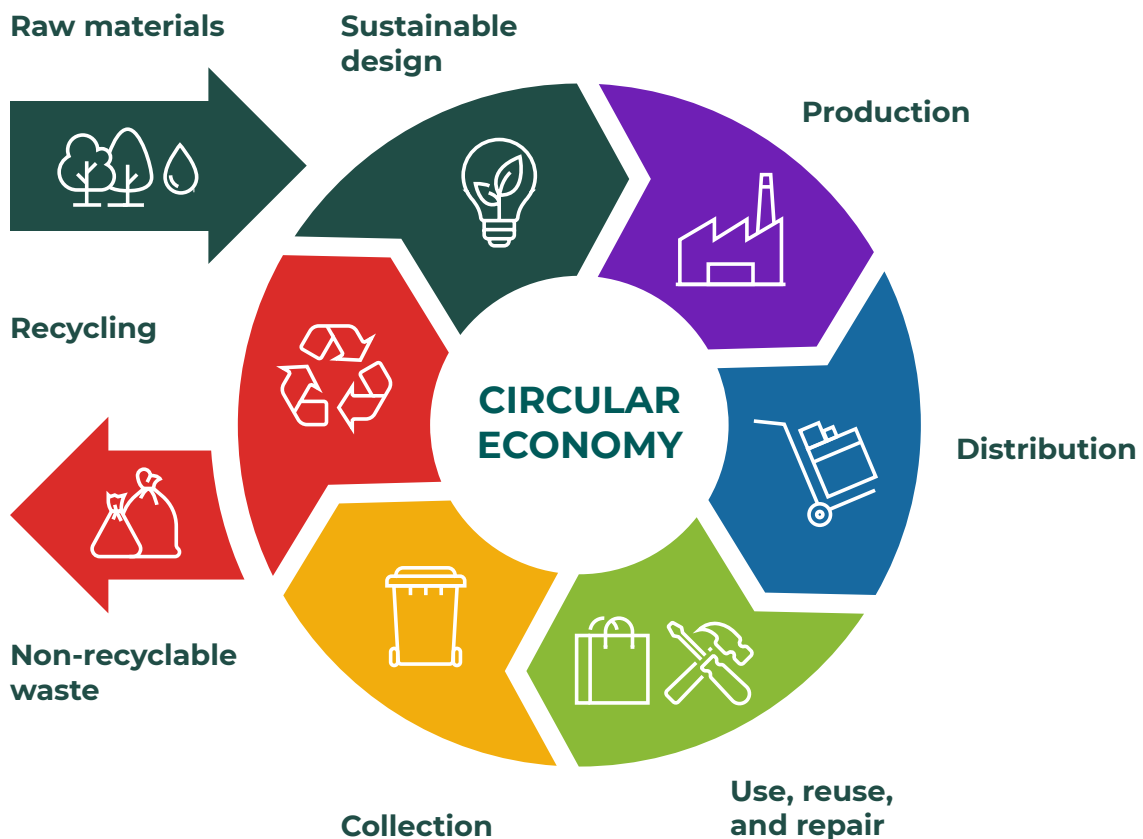 Raw materials
Sustainable
design
Production
Recycling
CIRCULAR
ECONOMY
Distribution
Non-recyclable
waste
Use, reuse,
and repair
Collection